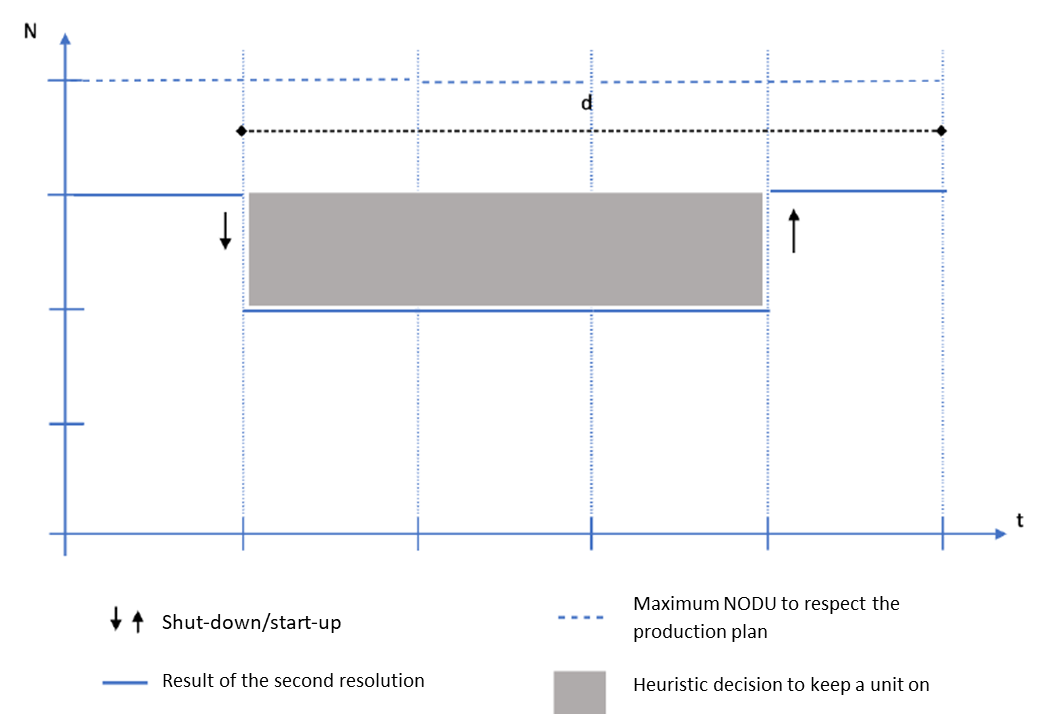 N
d
t
Shut-down/start-up
Maximum NODU to respect the
production plan
Result of the second resolution
Heuristic decision to keep a unit on